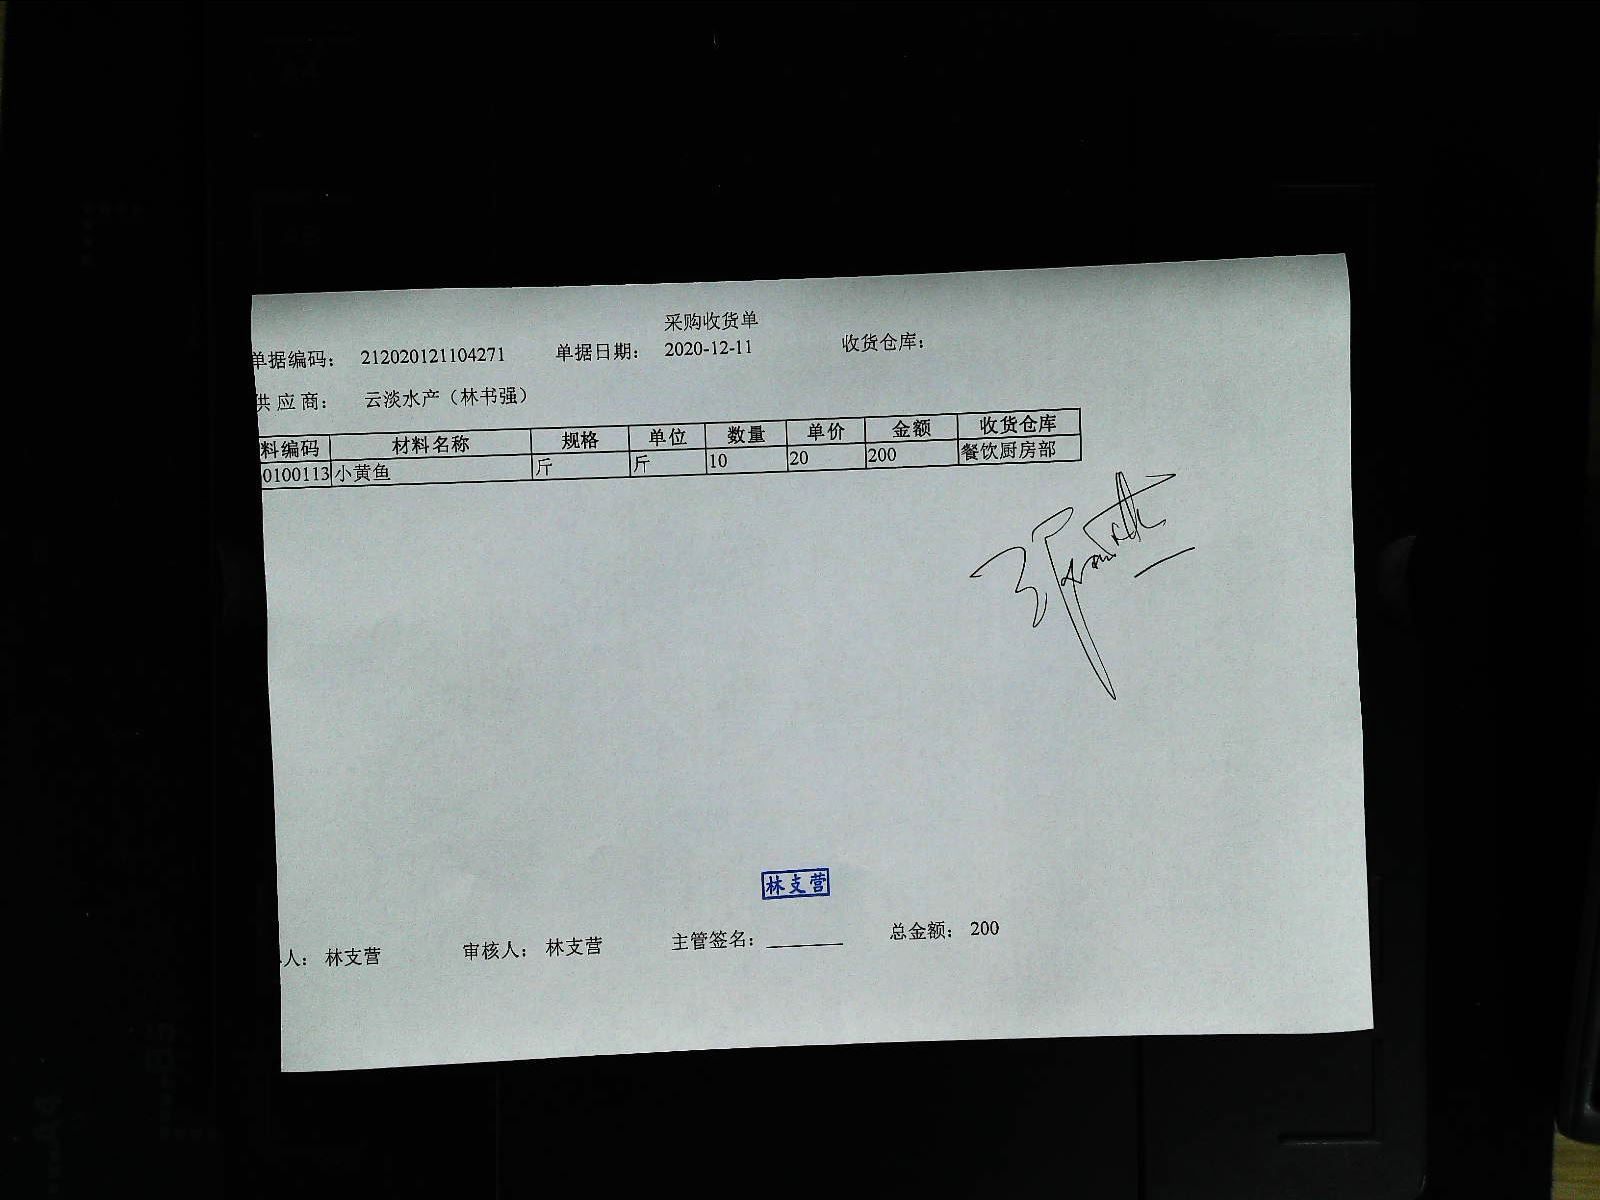 采购收货单
单据编码： 212020121104271 单据日期： 2020-12-11 收货仓库：
供应商： 云淡水产（林书强）
料编码 材料名称 规格 单位 数量 单价 金额 收货仓库
0100113 小黄鱼 斤 斤 10 20 200 餐饮厨房部
林支营
人： 林支营 审核人： 林支营 主管签名： 总金额： 200